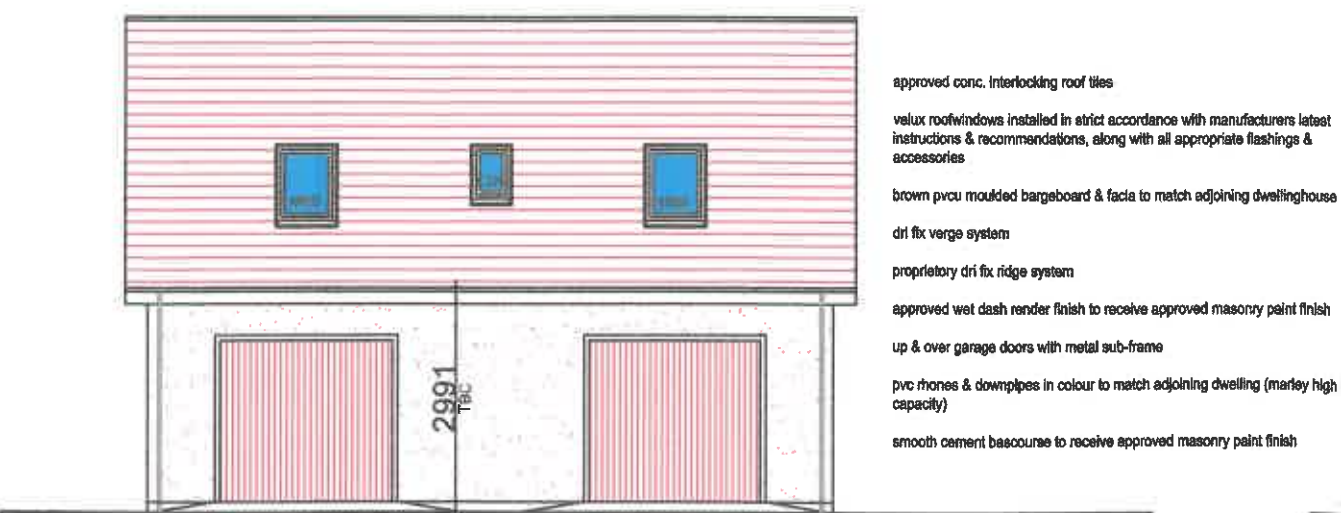 approved conc. interlocking roof tiles
velux roofwindows installed in strict accordance with manufacturers latest
instructions & recommendations, along with all appropriate flashings &
accessories
brown pvcu moulded bargeboard & facia to match adjoining dwellinghouse
dri fix verge system
proprietory dri fix ridge system
approved wet dash render finish to receive approved masonry paint finish
up & over garage doors with metal sub-frame
pvc rhones & downpipes in colour to match adjoining dwelling (marley high
capacity)
smooth cement bascourse to receive approved masonry paint finish
2991
TBC